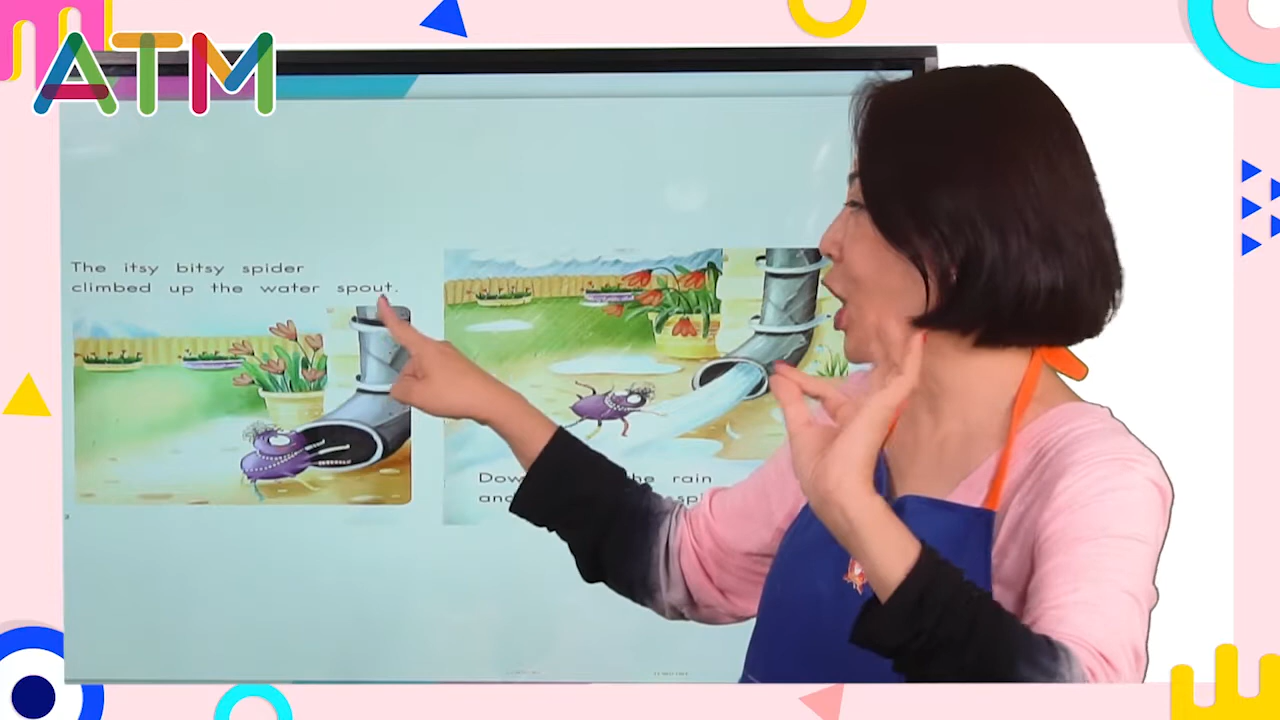 ATM
The itsy bitsy spider
climbed up the water spout.
rain